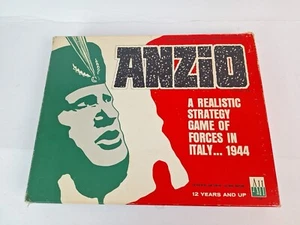 ANZIO
A REALISTIC
STRATEGY
GAME OF
FORCES IN
ITALY... 1944
12 YEARS AND UP